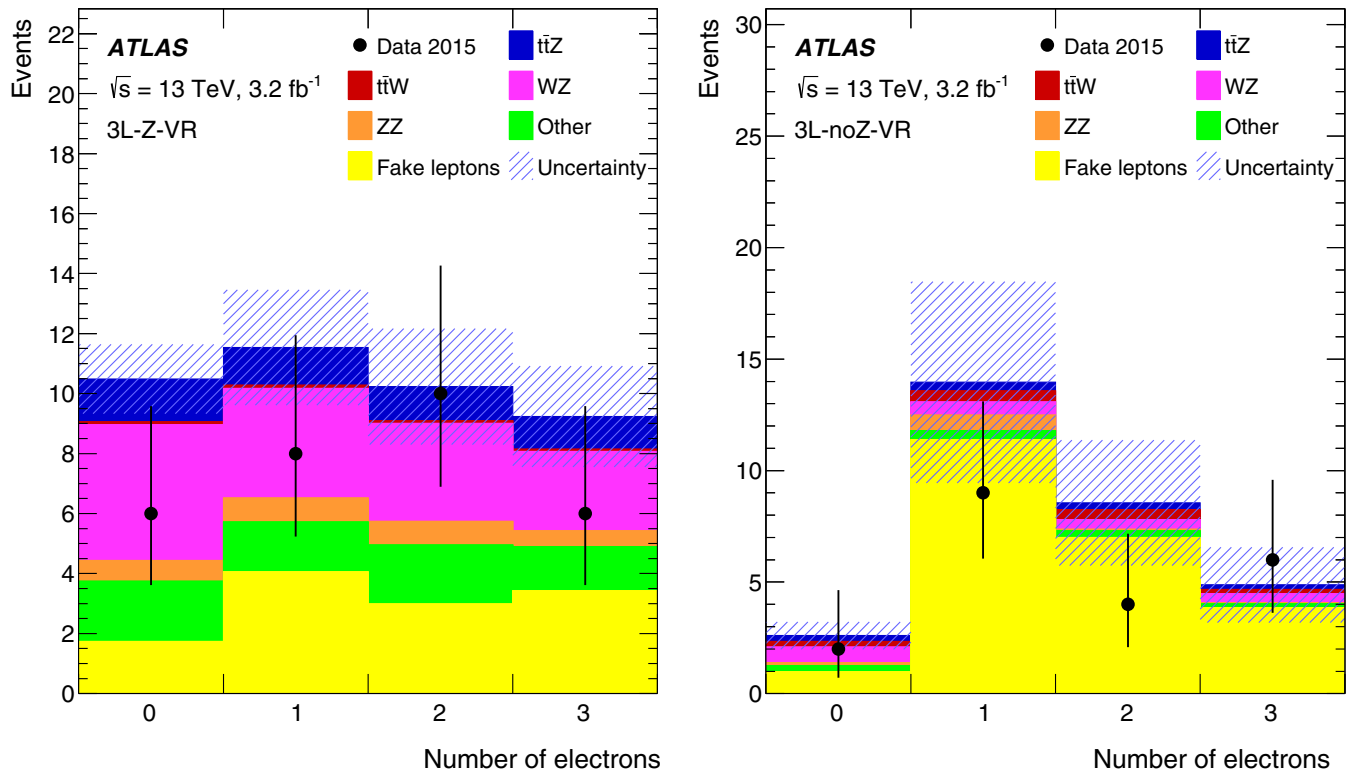 Events
22
20
18
16
14
12
10
8
6
4
2
0
ATLAS
√s = 13 TeV, 3.2 fb⁻¹
3L-Z-VR
Data 2015
tt̄Z
tt̄W
WZ
ZZ
Other
Fake leptons
Uncertainty
0 1 2 3
Number of electrons
Events
30
25
20
15
10
5
0
ATLAS
√s = 13 TeV, 3.2 fb⁻¹
3L-noZ-VR
Data 2015
tt̄Z
tt̄W
WZ
ZZ
Other
Fake leptons
Uncertainty
0 1 2 3
Number of electrons